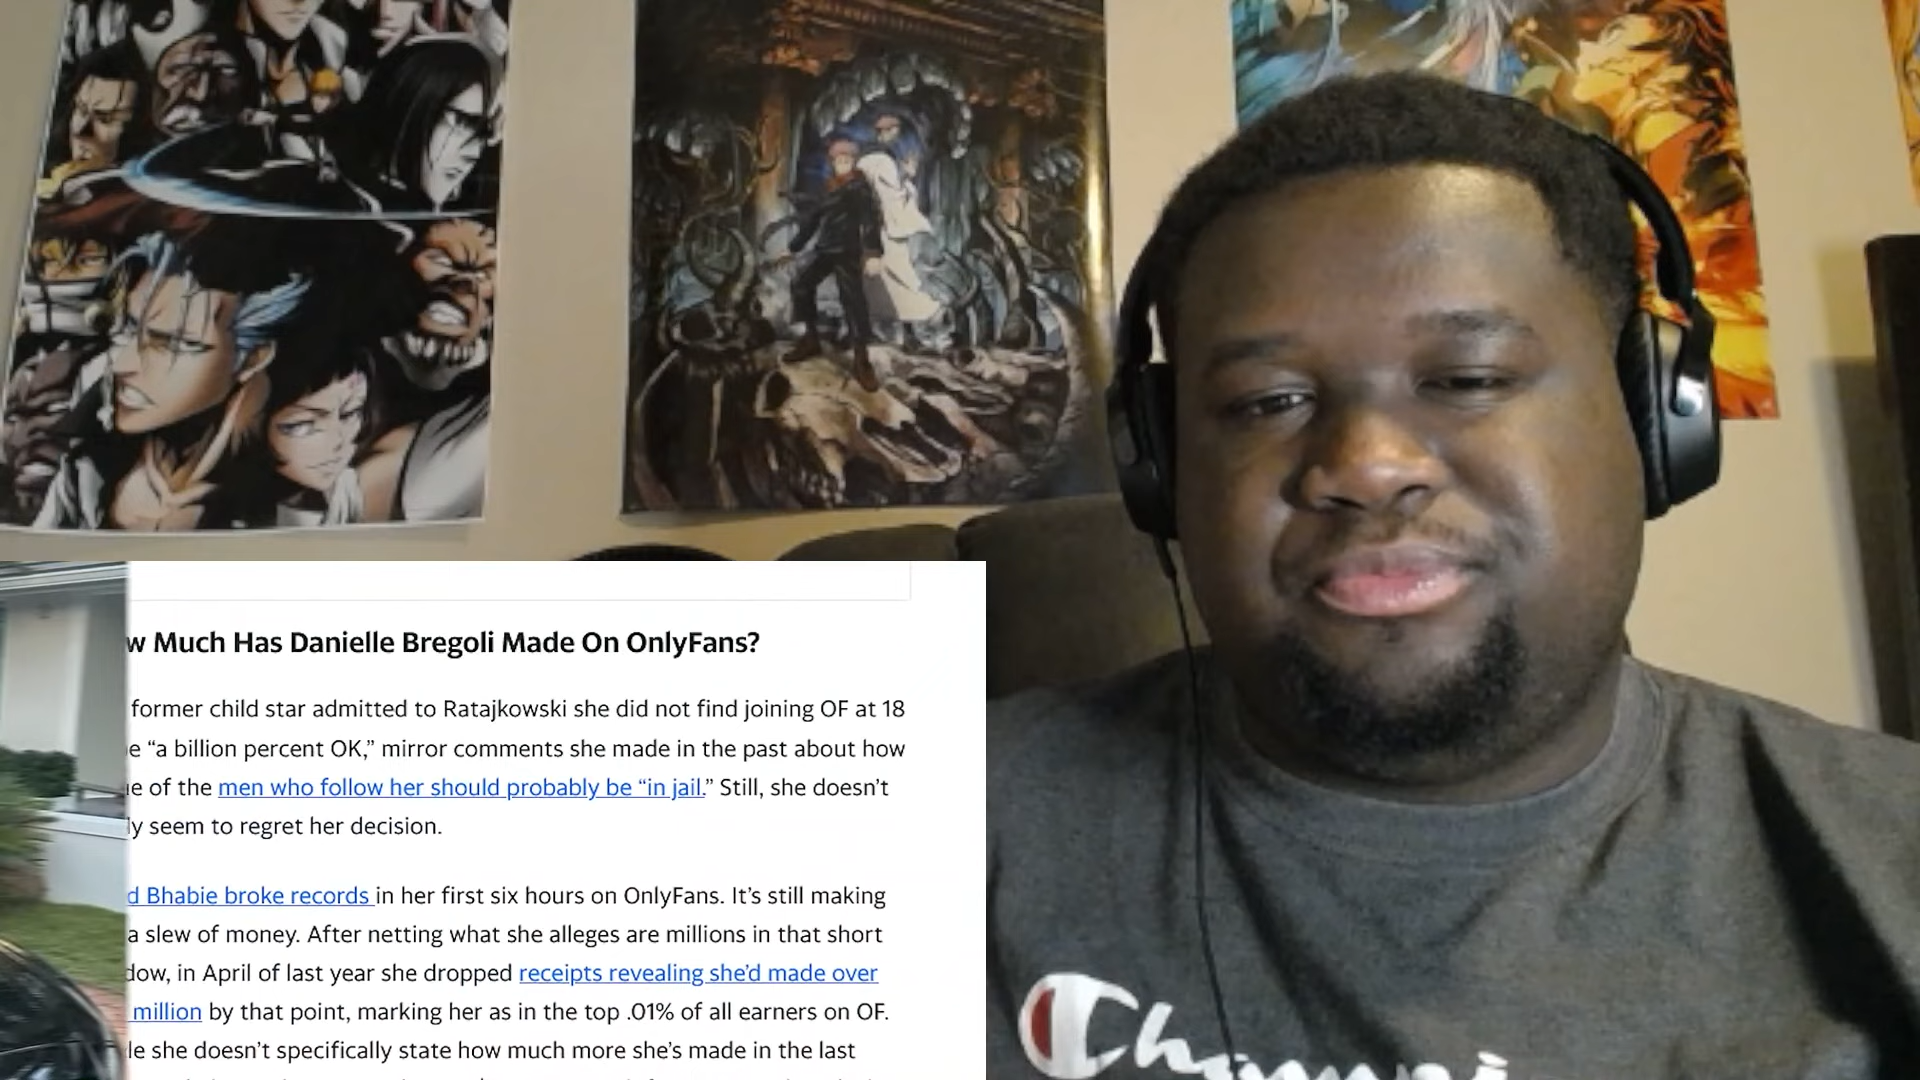 w Much Has Danielle Bregoli Made On OnlyFans?
former child star admitted to Ratajkowski she did not find joining OF at 18
e “a billion percent OK,” mirror comments she made in the past about how
e of the men who follow her should probably be “in jail.” Still, she doesn’t
ly seem to regret her decision.
d Bhabie broke records in her first six hours on OnlyFans. It’s still making
a slew of money. After netting what she alleges are millions in that short
dow, in April of last year she dropped receipts revealing she’d made over
million by that point, marking her as in the top .01% of all earners on OF.
le she doesn’t specifically state how much more she’s made in the last
Champi